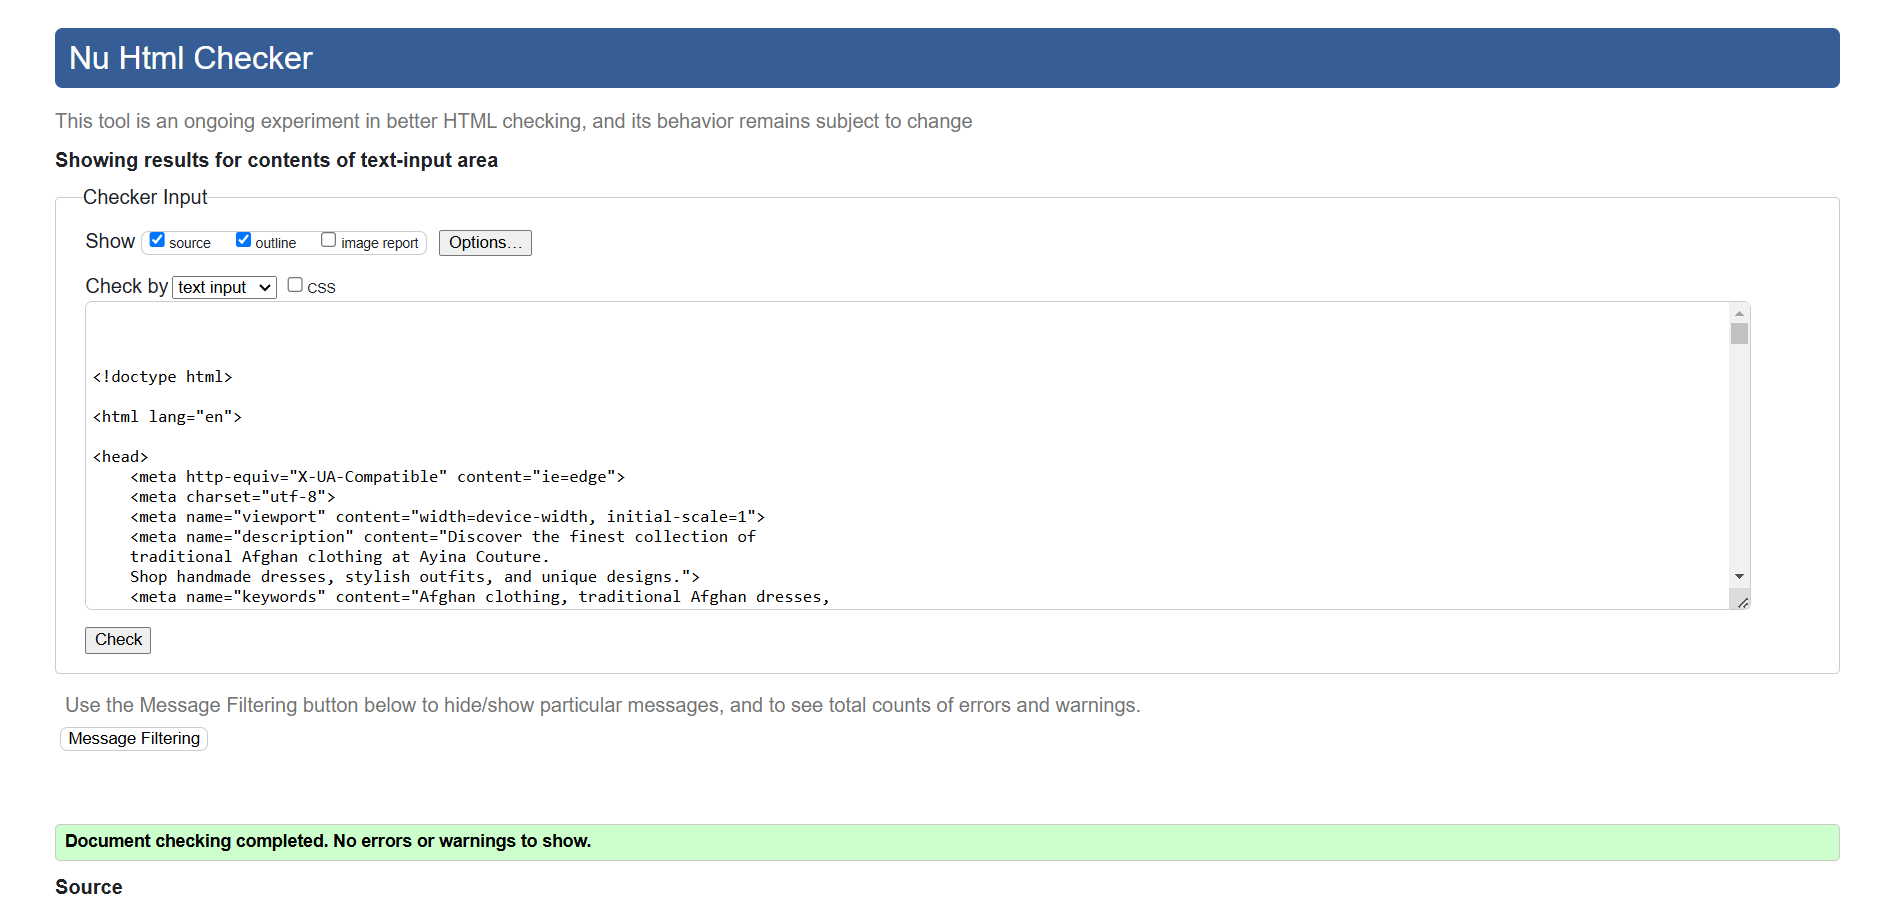 Nu Html Checker
This tool is an ongoing experiment in better HTML checking, and its behavior remains subject to change
Showing results for contents of text-input area
Checker Input
Show source outline image report Options...
Check by text input CSS
<!doctype html>
<html lang="en">
<head>
<meta http-equiv="X-UA-Compatible" content="ie=edge">
<meta charset="utf-8">
<meta name="viewport" content="width=device-width, initial-scale=1">
<meta name="description" content="Discover the finest collection of
traditional Afghan clothing at Ayina Couture.
Shop handmade dresses, stylish outfits, and unique designs.">
<meta name="keywords" content="Afghan clothing, traditional Afghan dresses,
Check
Use the Message Filtering button below to hide/show particular messages, and to see total counts of errors and warnings.
Message Filtering
Document checking completed. No errors or warnings to show.
Source